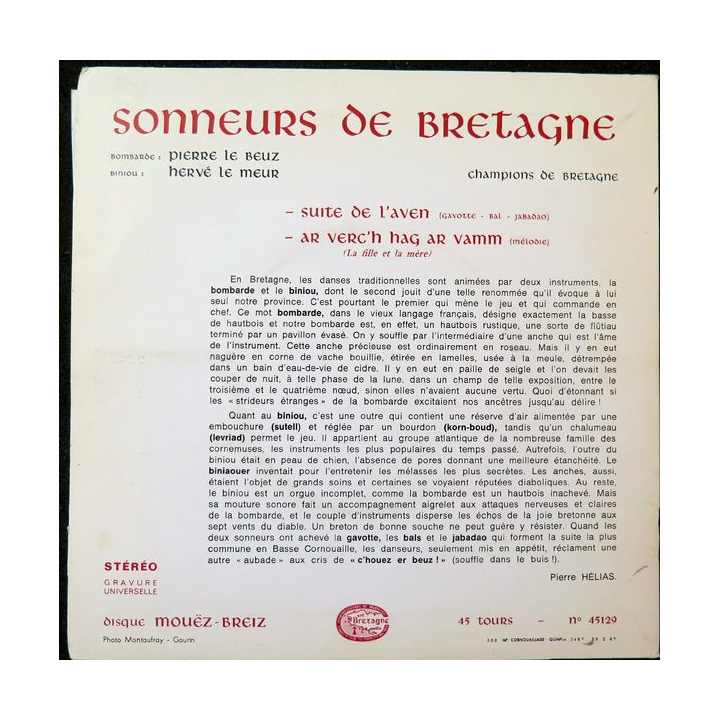 SONNEURS DE BRETAGNE
BOMBARDE : PIERRE LE BEUZ
BINIOU : HERVÉ LE MEUR
CHAMPIONS DE BRETAGNE
– SUITE DE L'AVEN (GAVOTTE - BAL - JABADAO)
– AR VERC'H HAG AR VAMM (MÉLODIE)
(La fille et la mère)
En Bretagne, les danses traditionnelles sont animées par deux instruments, la
bombarde et le biniou, dont le second jouit d'une telle renommée qu'il évoque à lui
seul notre province. C'est pourtant le premier qui mène le jeu et qui commande en
chef. Ce mot bombarde, dans le vieux langage français, désigne exactement la basse
de hautbois et notre bombarde est, en effet, un hautbois rustique, une sorte de flûtiau
terminé par un pavillon évasé. On y souffle par l'intermédiaire d'une anche qui est l'âme
de l'instrument. Cette anche précieuse est ordinairement en roseau. Mais il y en eut
naguère en corne de vache bouillie, étirée en lamelles, usée à la meule, détrempée
dans un bain d'eau-de-vie de cidre. Il y en eut en paille de seigle et l'on devait les
couper de nuit, à telle phase de la lune, dans un champ de telle exposition, entre le
troisième et le quatrième nœud, sinon elles n'avaient aucune vertu. Quoi d'étonnant si
les « strideurs étranges » de la bombarde excitaient nos ancêtres jusqu'au délire !
Quant au biniou, c'est une outre qui contient une réserve d'air alimentée par une
embouchure (sutell) et réglée par un bourdon (korn-boud), tandis qu'un chalumeau
(levriad) permet le jeu. Il appartient au groupe atlantique de la nombreuse famille des
cornemuses, les instruments les plus populaires du temps passé. Autrefois, l'outre du
biniou était en peau de chien, l'absence de pores donnant une meilleure étanchéité. Le
biniaouer inventait pour l'entretenir les mélasses les plus secrètes. Les anches, aussi,
étaient l'objet de grands soins et certaines se voyaient réputées diaboliques. Au reste,
le biniou est un orgue incomplet, comme la bombarde est un hautbois inachevé. Mais
sa mouture sonore fait un accompagnement aigrelet aux attaques nerveuses et claires
de la bombarde, et le couple d'instruments disperse les échos de la joie bretonne aux
sept vents du diable. Un breton de bonne souche ne peut guère y résister. Quand les
deux sonneurs ont achevé la gavotte, les bals et le jabadao qui forment la suite la plus
commune en Basse Cornouaille, les danseurs, seulement mis en appétit, réclament une
autre « aubade » aux cris de « c'houez er beuz ! » (souffle dans le buis !).
Pierre HÉLIAS.
STÉRÉO
GRAVURE
UNIVERSELLE
DISQUE MOUËZ-BREIZ
45 TOURS – Nº 45129
Photo Montaufray - Gourin